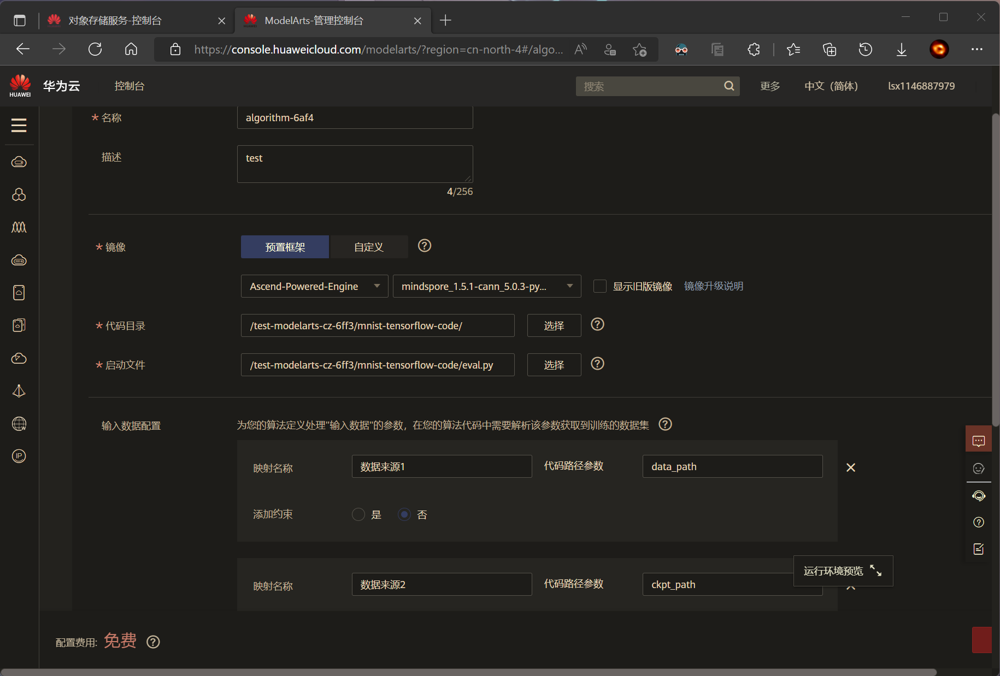 对象存储服务-控制台
ModelArts-管理控制台
https://console.huaweicloud.com/modelarts/?region=cn-north-4#/algo...
HUAWEI
华为云
控制台
搜索
更多
中文（简体）
lsx1146887979
* 名称
algorithm-6af4
描述
test
4/256
* 镜像
预置框架
自定义
Ascend-Powered-Engine
mindspore_1.5.1-cann_5.0.3-py...
显示旧版镜像
镜像升级说明
* 代码目录
/test-modelarts-cz-6ff3/mnist-tensorflow-code/
选择
* 启动文件
/test-modelarts-cz-6ff3/mnist-tensorflow-code/eval.py
选择
输入数据配置
为您的算法定义处理"输入数据"的参数，在您的算法代码中需要解析该参数获取到训练的数据集
映射名称
数据来源1
代码路径参数
data_path
添加约束
是
否
映射名称
数据来源2
代码路径参数
ckpt_path
运行环境预览
配置费用: 免费